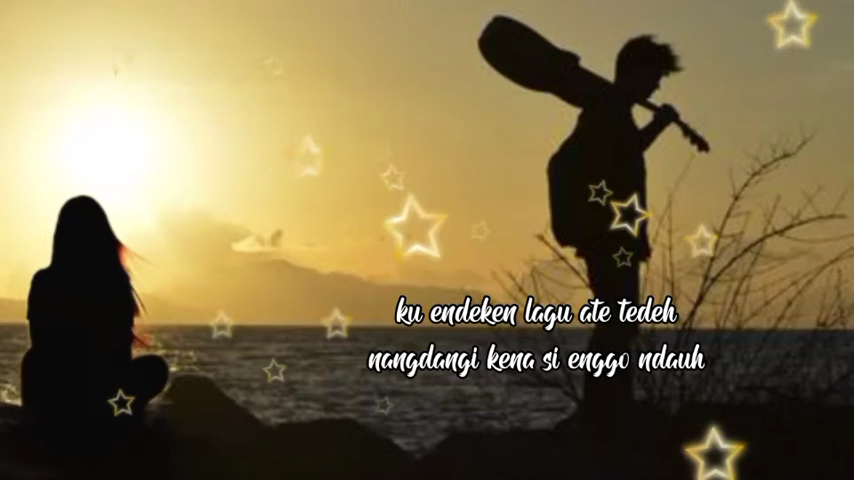 ku endeken lagu ate tedeh
nangdangi kena si enggo ndauh